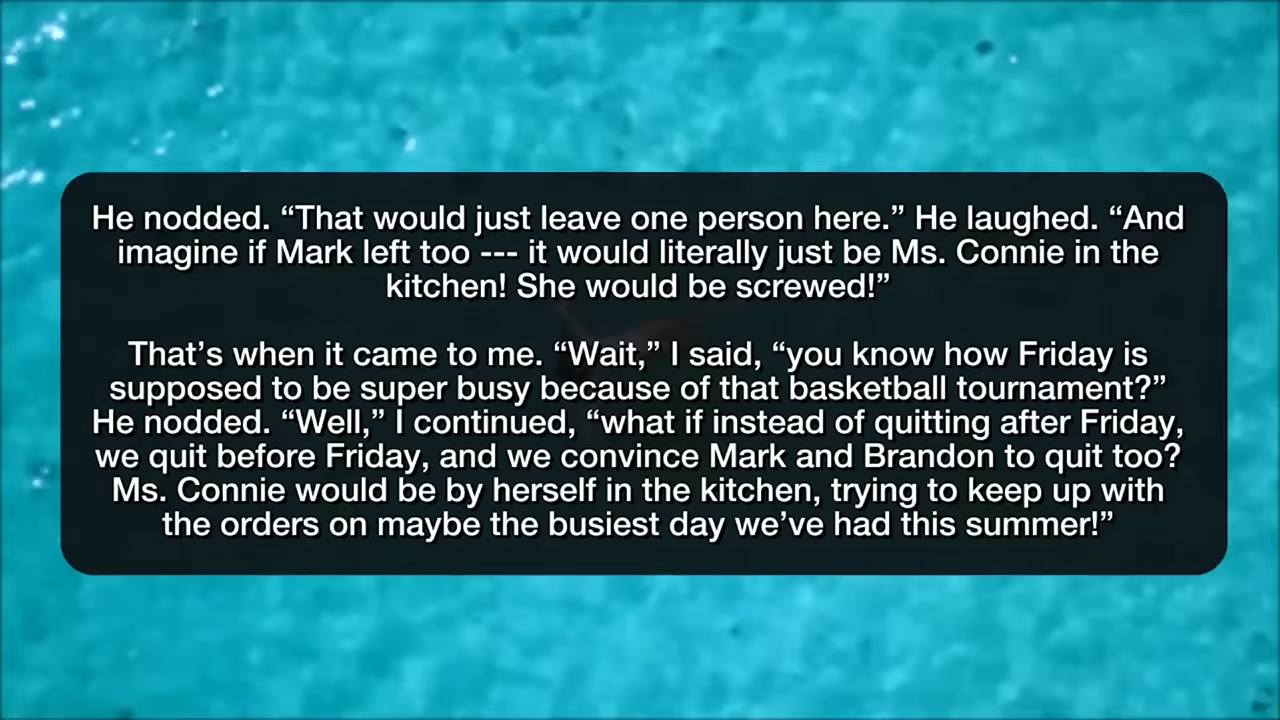 He nodded. “That would just leave one person here.” He laughed. “And
imagine if Mark left too --- it would literally just be Ms. Connie in the
kitchen! She would be screwed!”
That’s when it came to me. “Wait,” I said, “you know how Friday is
supposed to be super busy because of that basketball tournament?”
He nodded. “Well,” I continued, “what if instead of quitting after Friday,
we quit before Friday, and we convince Mark and Brandon to quit too?
Ms. Connie would be by herself in the kitchen, trying to keep up with
the orders on maybe the busiest day we’ve had this summer!”